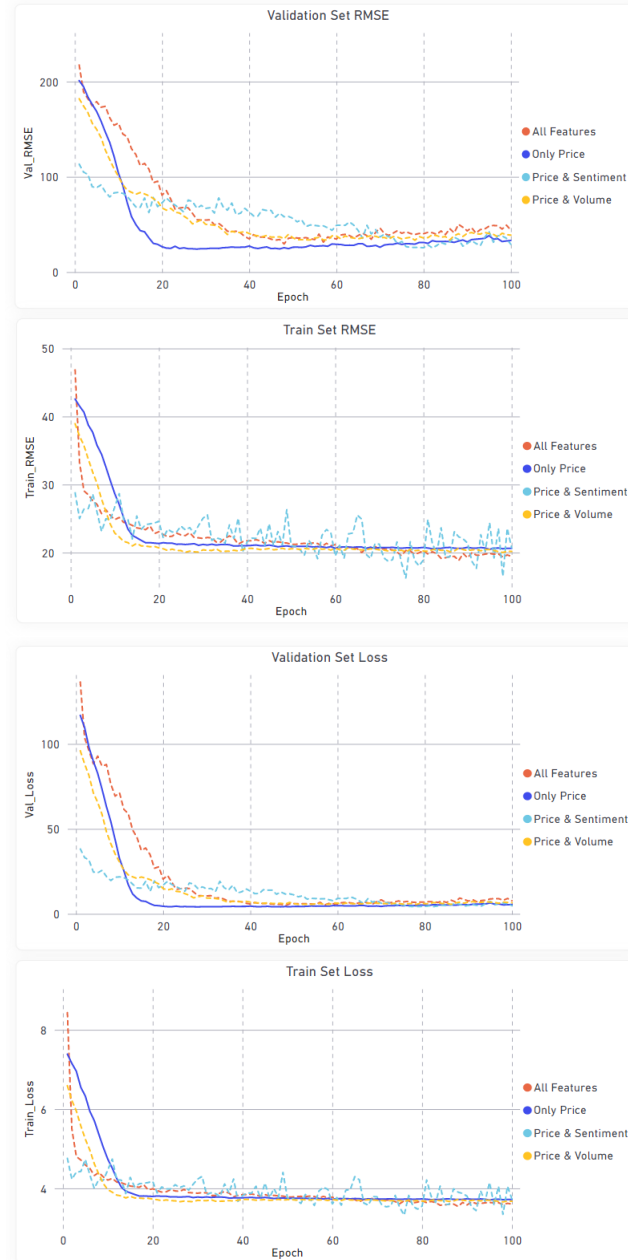 Validation Set RMSE
200
100
0
Val_RMSE
0 20 40 60 80 100
Epoch
All Features
Only Price
Price & Sentiment
Price & Volume
Train Set RMSE
50
40
30
20
Train_RMSE
0 20 40 60 80 100
Epoch
All Features
Only Price
Price & Sentiment
Price & Volume
Validation Set Loss
100
50
0
Val_Loss
0 20 40 60 80 100
Epoch
All Features
Only Price
Price & Sentiment
Price & Volume
Train Set Loss
8
6
4
Train_Loss
0 20 40 60 80 100
Epoch
All Features
Only Price
Price & Sentiment
Price & Volume